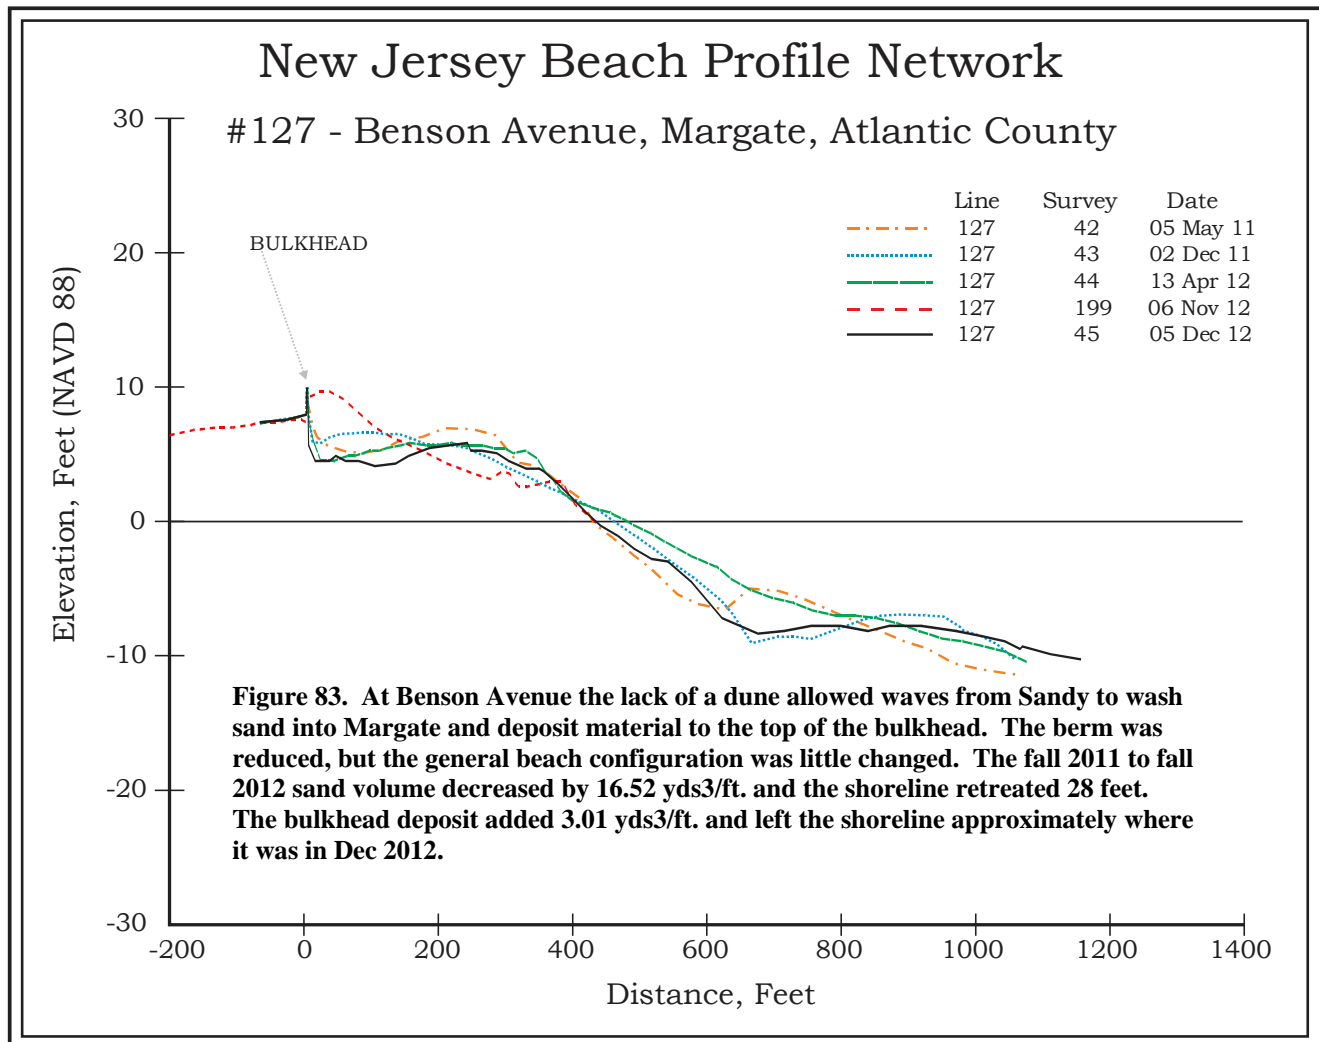 New Jersey Beach Profile Network
#127 - Benson Avenue, Margate, Atlantic County
Line Survey Date
127 42 05 May 11
127 43 02 Dec 11
127 44 13 Apr 12
127 199 06 Nov 12
127 45 05 Dec 12
BULKHEAD
Elevation, Feet (NAVD 88)
30
20
10
0
-10
-20
-30
Figure 83. At Benson Avenue the lack of a dune allowed waves from Sandy to wash
sand into Margate and deposit material to the top of the bulkhead. The berm was
reduced, but the general beach configuration was little changed. The fall 2011 to fall
2012 sand volume decreased by 16.52 yds3/ft. and the shoreline retreated 28 feet.
The bulkhead deposit added 3.01 yds3/ft. and left the shoreline approximately where
it was in Dec 2012.
-200 0 200 400 600 800 1000 1200 1400
Distance, Feet